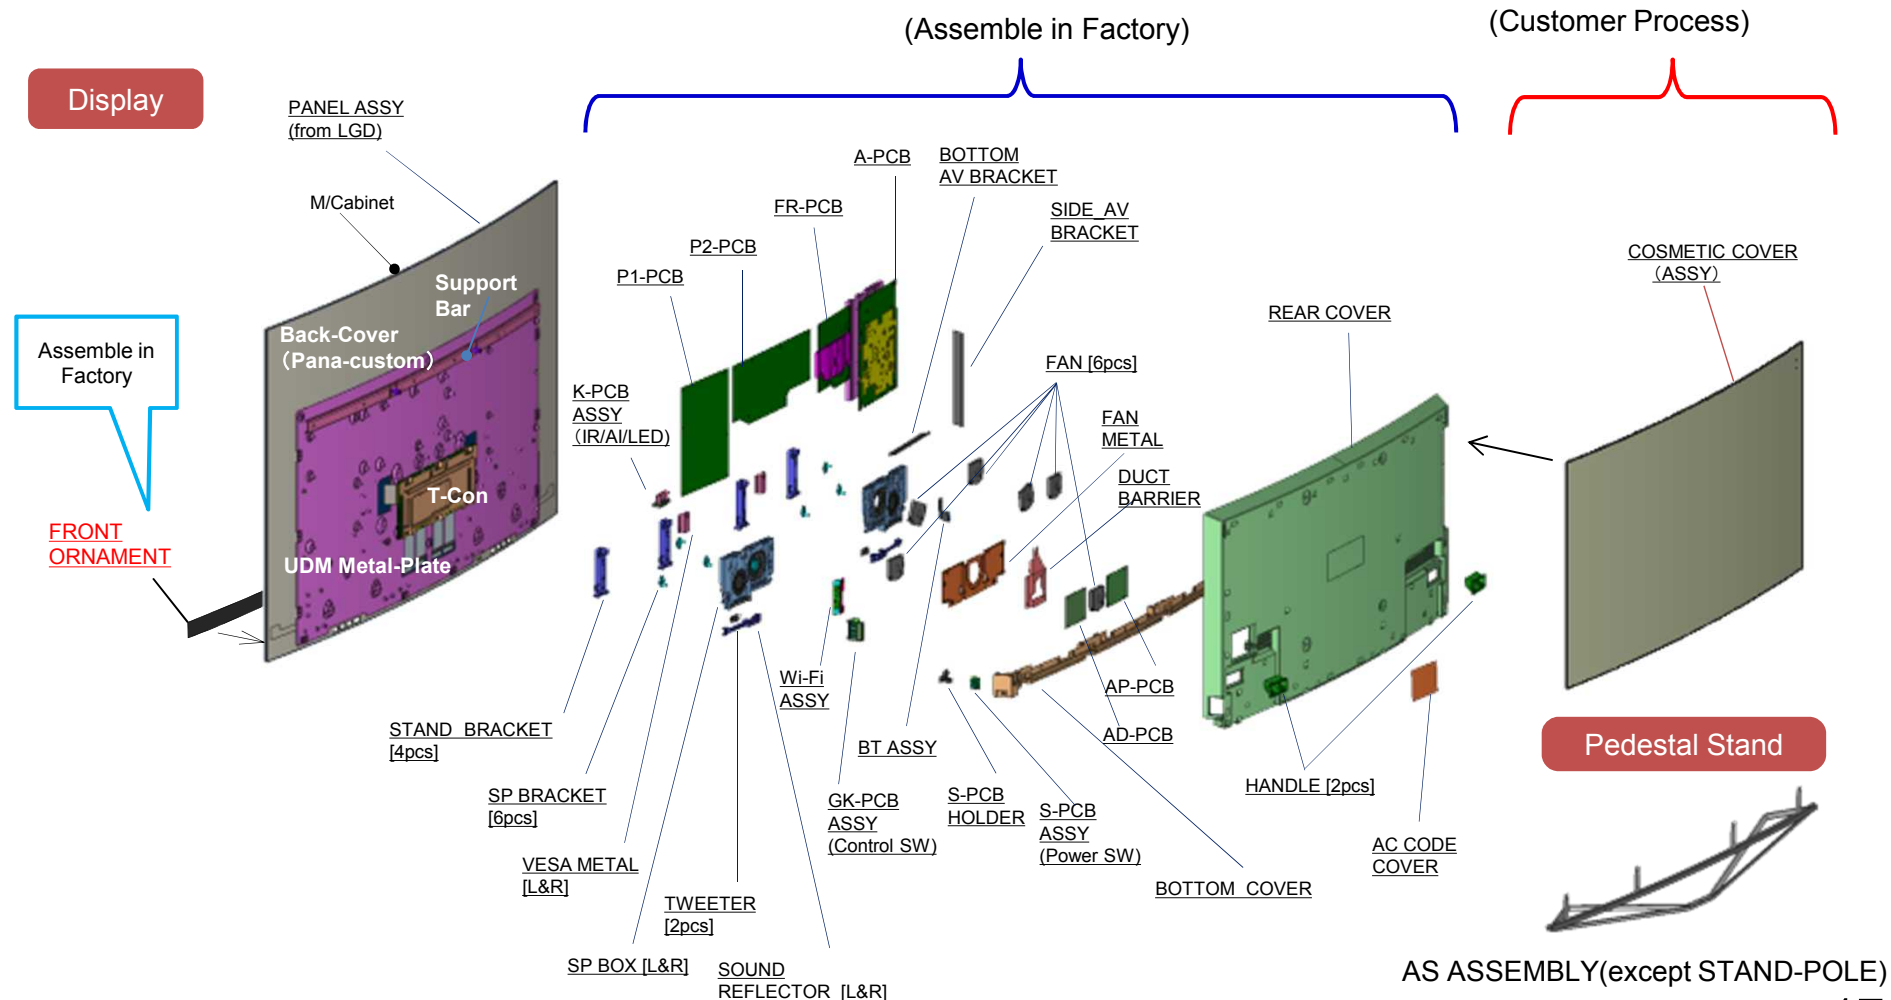 (Assemble in Factory)
(Customer Process)
Display
PANEL ASSY
(from LGD)
M/Cabinet
Support
Bar
Back-Cover
（Pana-custom）
T-Con
UDM Metal-Plate
Assemble in
Factory
FRONT
ORNAMENT
A-PCB
BOTTOM
AV BRACKET
FR-PCB
SIDE_AV
BRACKET
P2-PCB
P1-PCB
K-PCB
ASSY
（IR/AI/LED)
FAN [6pcs]
FAN
METAL
DUCT
BARRIER
REAR COVER
COSMETIC COVER
（ASSY）
STAND_BRACKET
[4pcs]
SP BRACKET
[6pcs]
VESA METAL
[L&R]
SP BOX [L&R]
TWEETER
[2pcs]
SOUND
REFLECTOR [L&R]
Wi-Fi
ASSY
GK-PCB
ASSY
(Control SW)
BT ASSY
S-PCB
HOLDER
S-PCB
ASSY
(Power SW)
AP-PCB
AD-PCB
BOTTOM_COVER
HANDLE [2pcs]
AC CODE
COVER
Pedestal Stand
AS ASSEMBLY(except STAND-POLE)